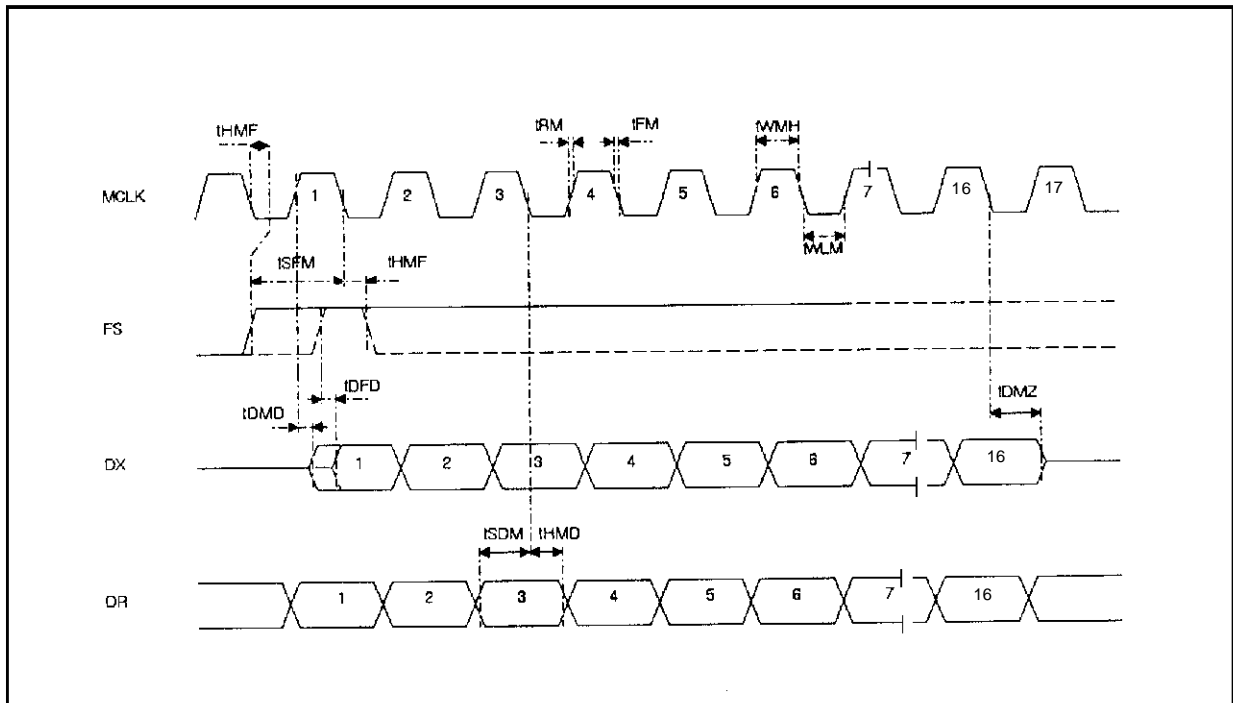 tHMF tRM tFM tWMH
MCLK 1 2 3 4 5 6 7 16 17
tWLM
tSFM tHMF
FS
tDFD
tDMD tDMZ
DX 1 2 3 4 5 6 7 16
tSDM tHMD
DR 1 2 3 4 5 6 7 16